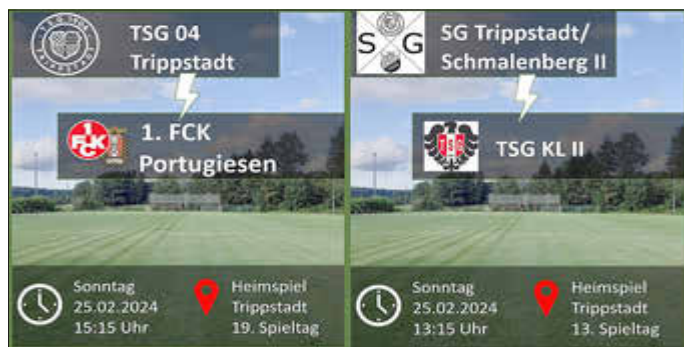 TSG 04
Trippstadt
1. FCK
Portugiesen
Sonntag
25.02.2024
15:15 Uhr
Heimspiel
Trippstadt
19. Spieltag
S G
SG Trippstadt/
Schmalenberg II
TSG
TSG KL II
Sonntag
25.02.2024
13:15 Uhr
Heimspiel
Trippstadt
13. Spieltag